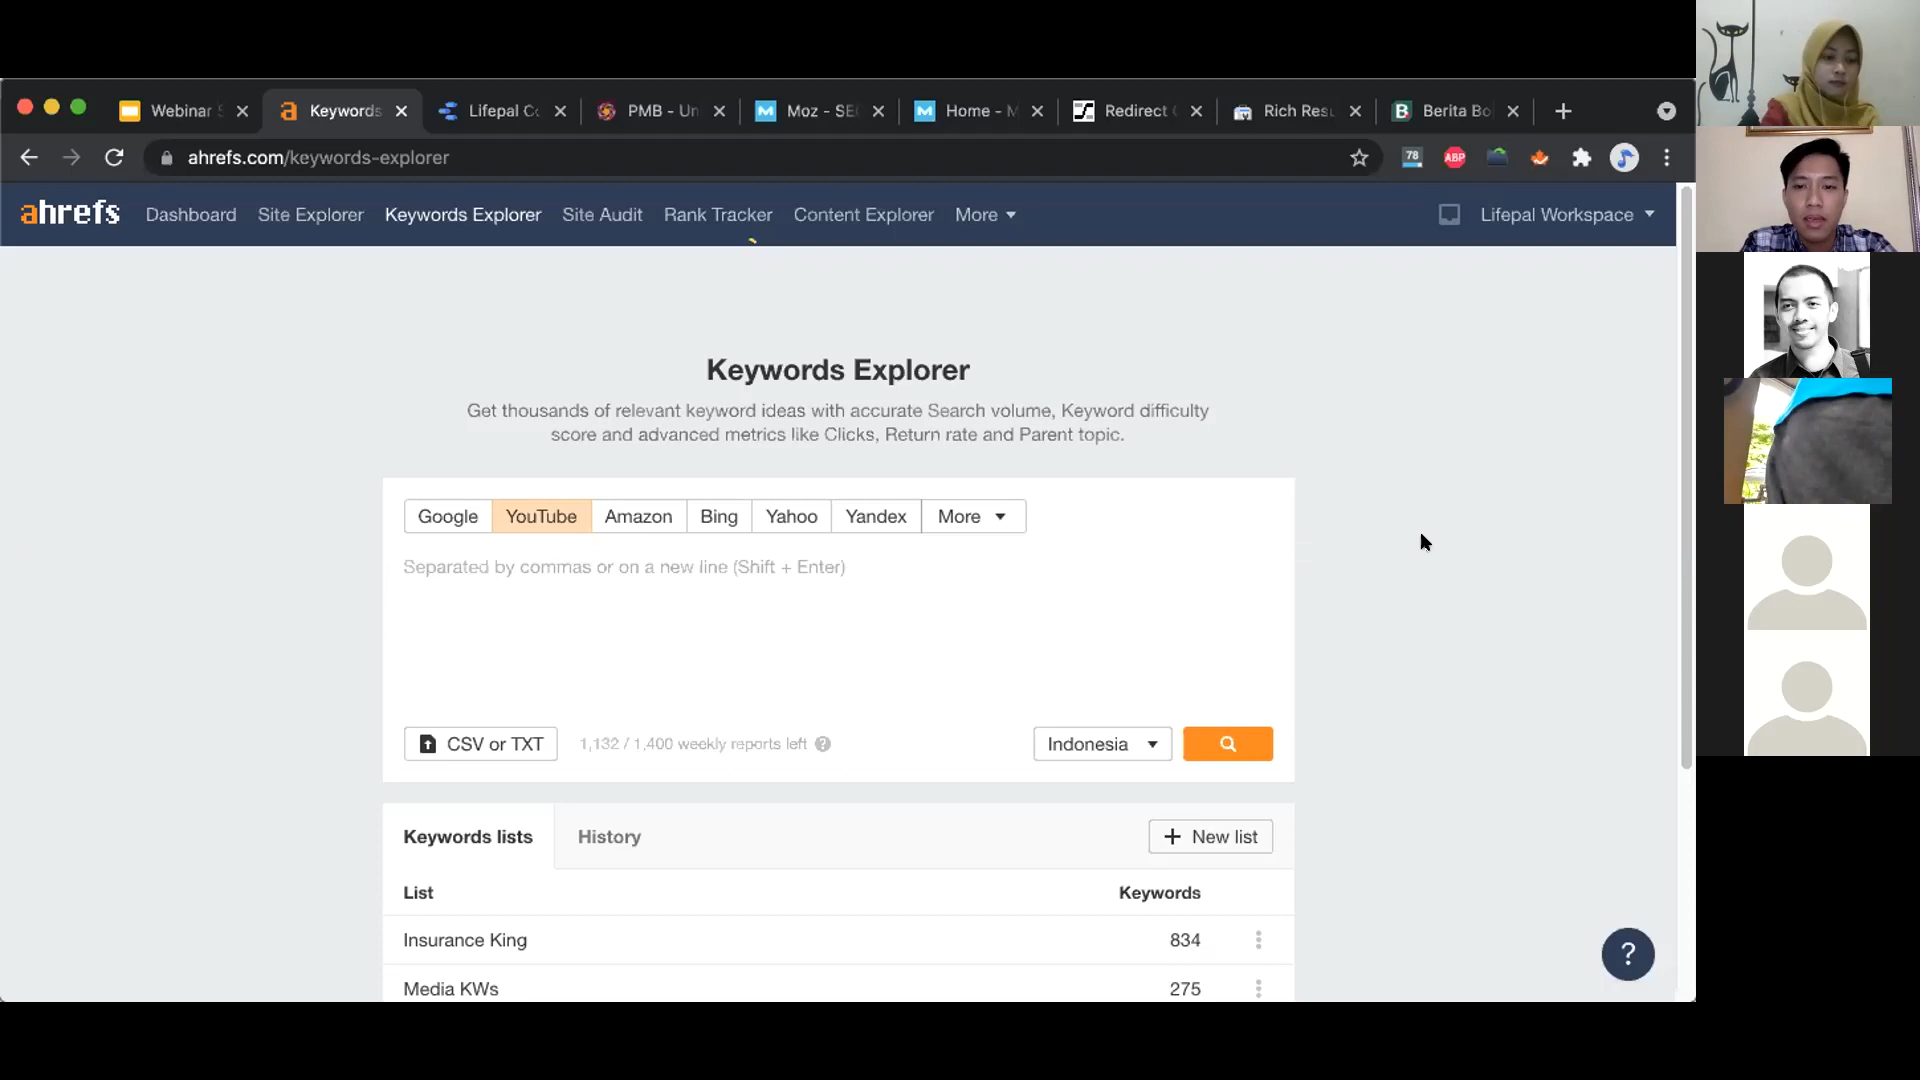 Webinar S
Keywords
Lifepal Co
PMB - Un
Moz - SE
Home - M
Redirect
Rich Resu
Berita Bo
ahrefs.com/keywords-explorer
78
ABP
ahrefs
Dashboard
Site Explorer
Keywords Explorer
Site Audit
Rank Tracker
Content Explorer
More
Lifepal Workspace
Keywords Explorer
Get thousands of relevant keyword ideas with accurate Search volume, Keyword difficulty
score and advanced metrics like Clicks, Return rate and Parent topic.
Google
YouTube
Amazon
Bing
Yahoo
Yandex
More
Separated by commas or on a new line (Shift + Enter)
CSV or TXT
1,132 / 1,400 weekly reports left
?
Indonesia
Keywords lists
History
+ New list
List
Keywords
Insurance King
834
Media KWs
275
?